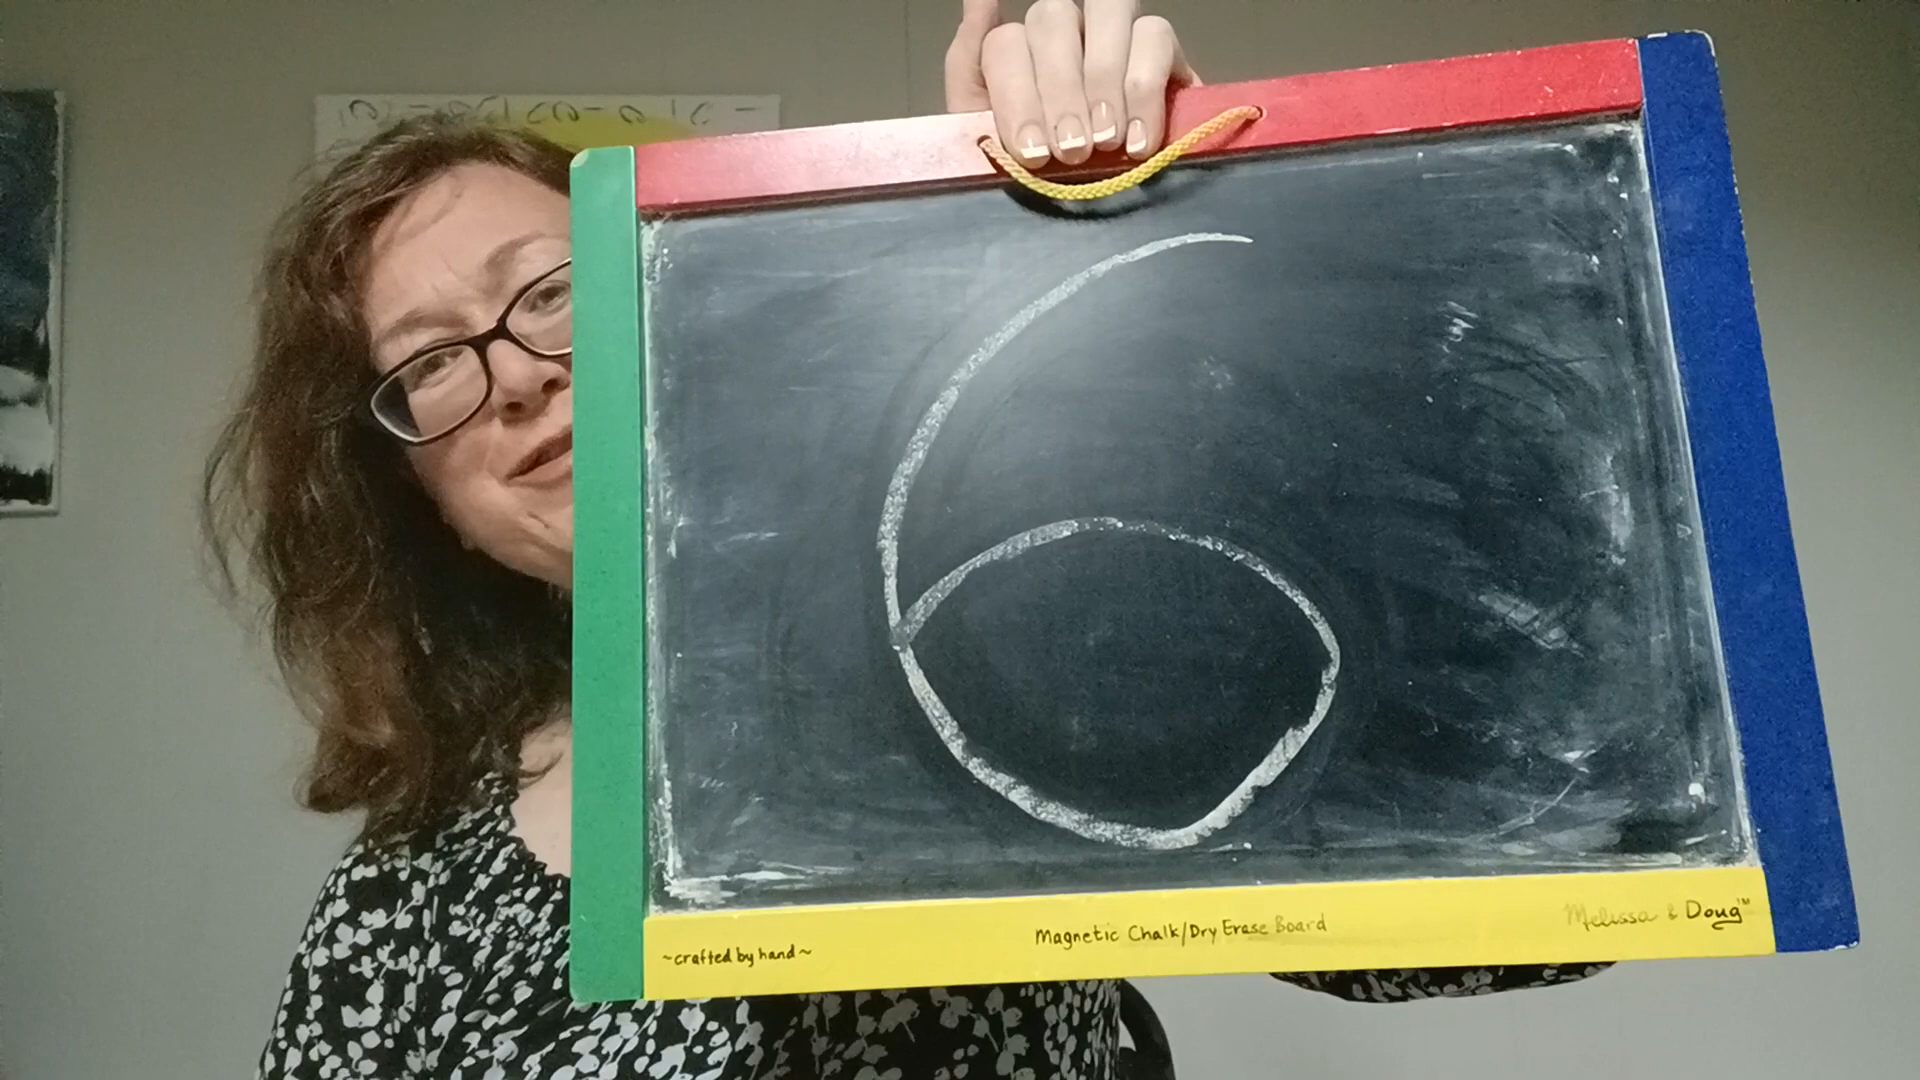 6
~crafted by hand~
Magnetic Chalk/Dry Erase Board
Melissa & Doug™